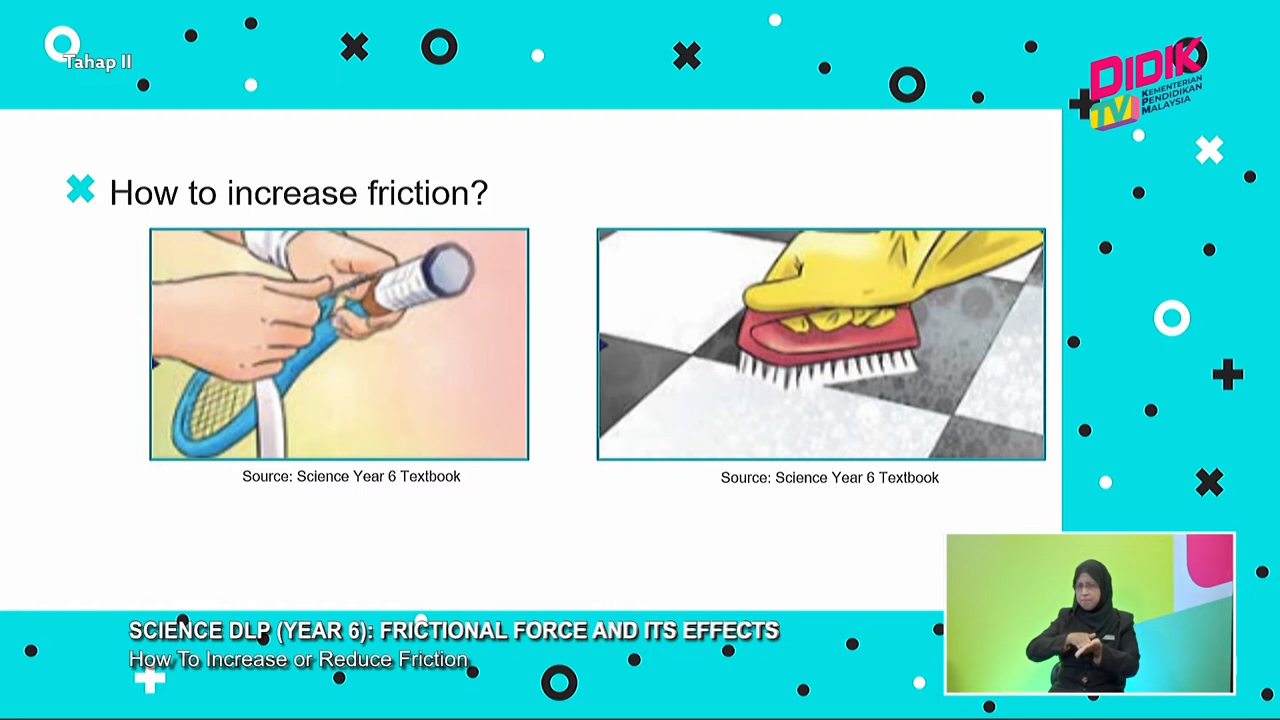 Tahap II
DIDIK
TV
KEMENTERIAN
PENDIDIKAN
MALAYSIA
How to increase friction?
Source: Science Year 6 Textbook
Source: Science Year 6 Textbook
SCIENCE DLP (YEAR 6): FRICTIONAL FORCE AND ITS EFFECTS
How To Increase or Reduce Friction